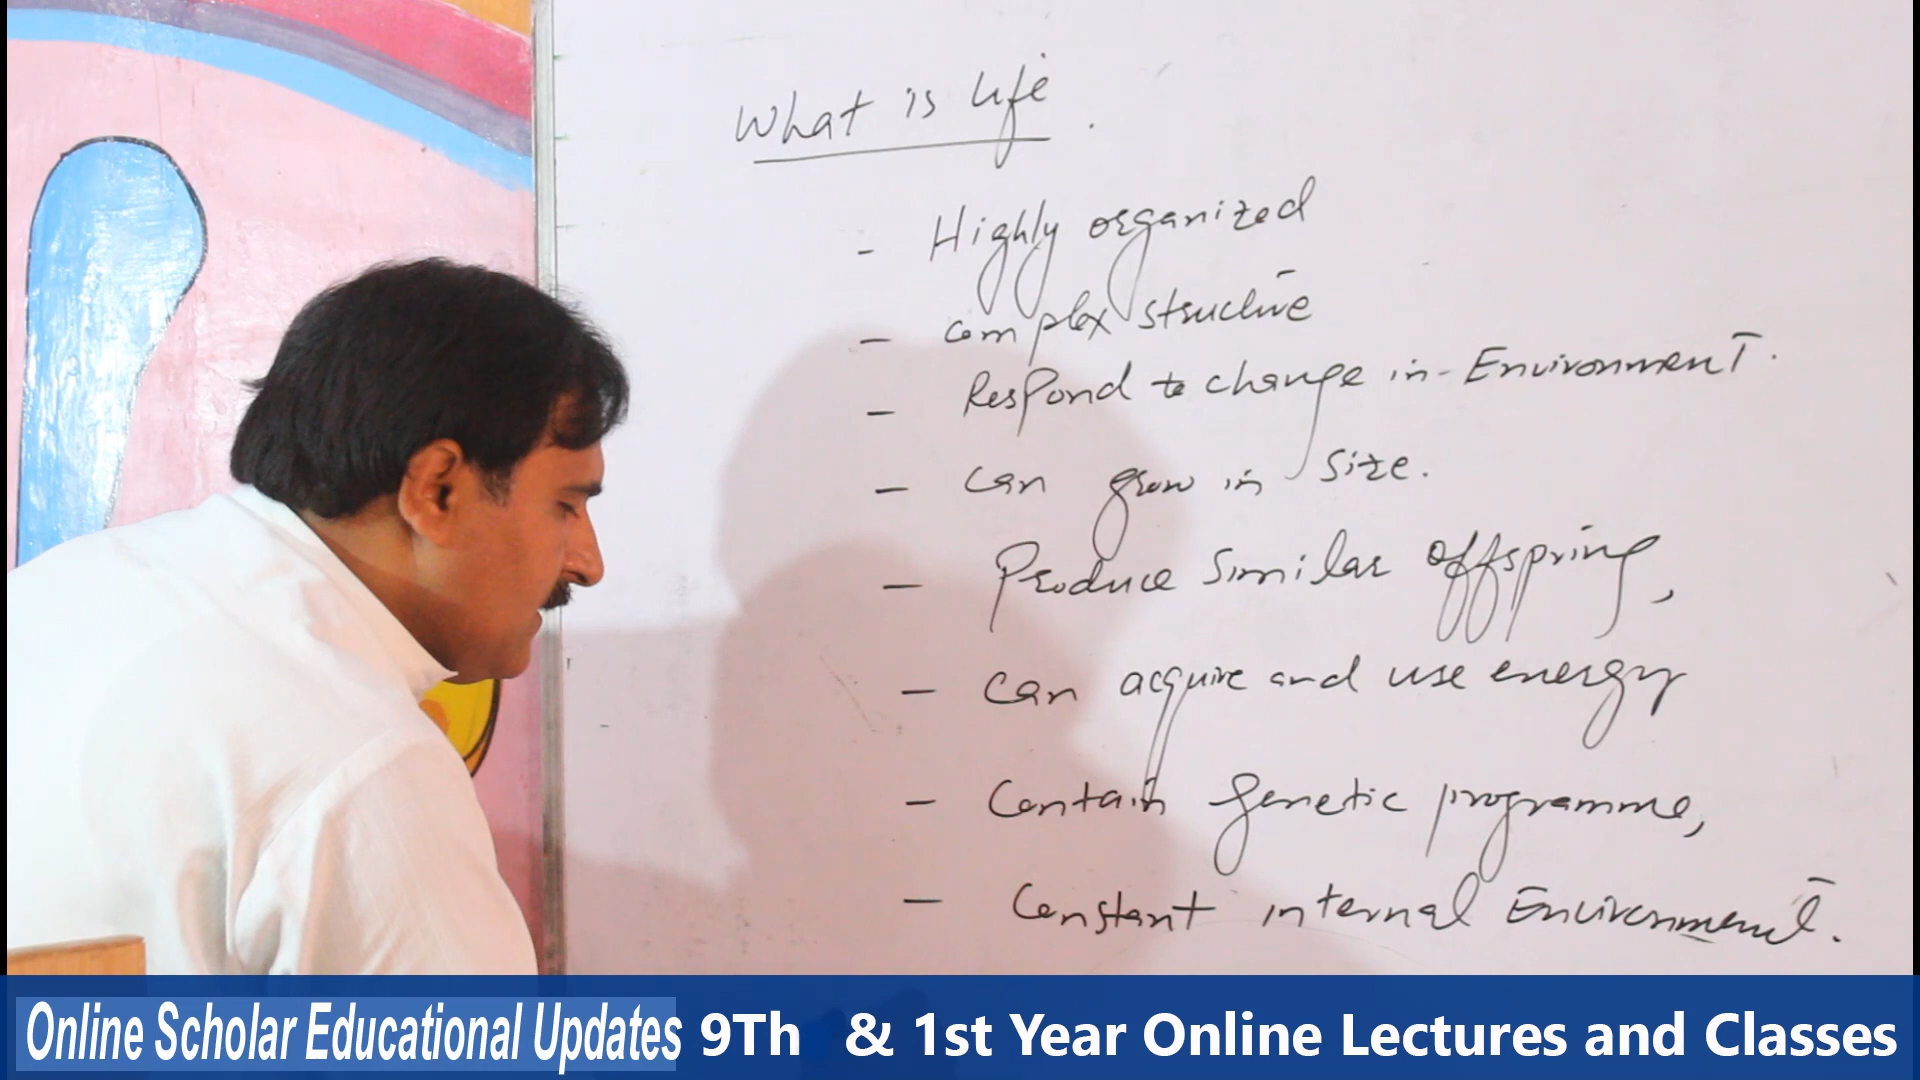 What is life
- Highly organized
- complex structure
- Respond to change in Environment.
- can grow in size.
- Produce Similar offspring,
- can acquire and use energy
- Contain genetic programme,
- Constant internal Environment.
Online Scholar Educational Updates 9Th & 1st Year Online Lectures and Classes